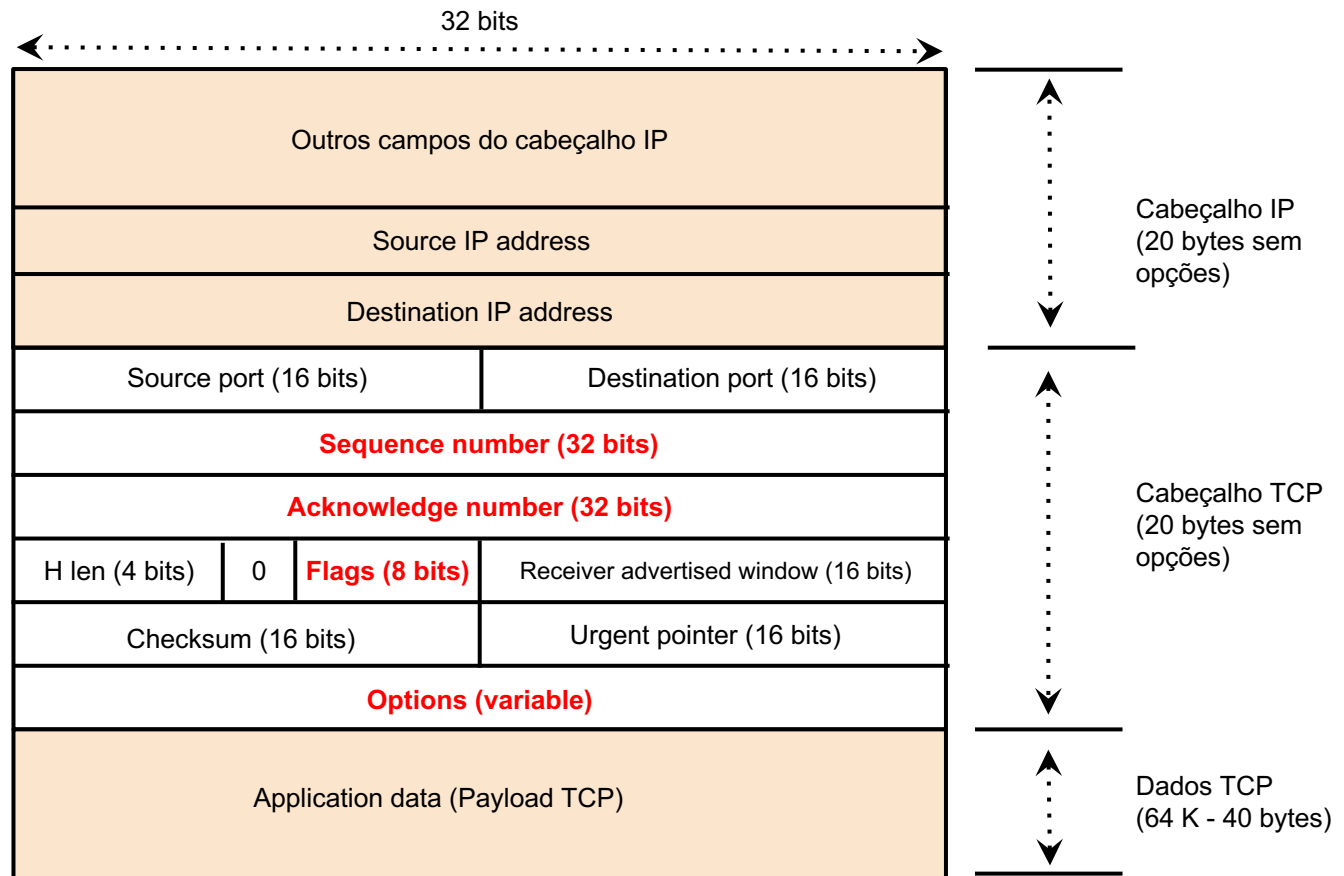 32 bits
Outros campos do cabeçalho IP
Source IP address
Destination IP address
Cabeçalho IP
(20 bytes sem
opções)
Source port (16 bits)
Destination port (16 bits)
Sequence number (32 bits)
Acknowledge number (32 bits)
H len (4 bits)
0
Flags (8 bits)
Receiver advertised window (16 bits)
Checksum (16 bits)
Urgent pointer (16 bits)
Options (variable)
Cabeçalho TCP
(20 bytes sem
opções)
Application data (Payload TCP)
Dados TCP
(64 K - 40 bytes)